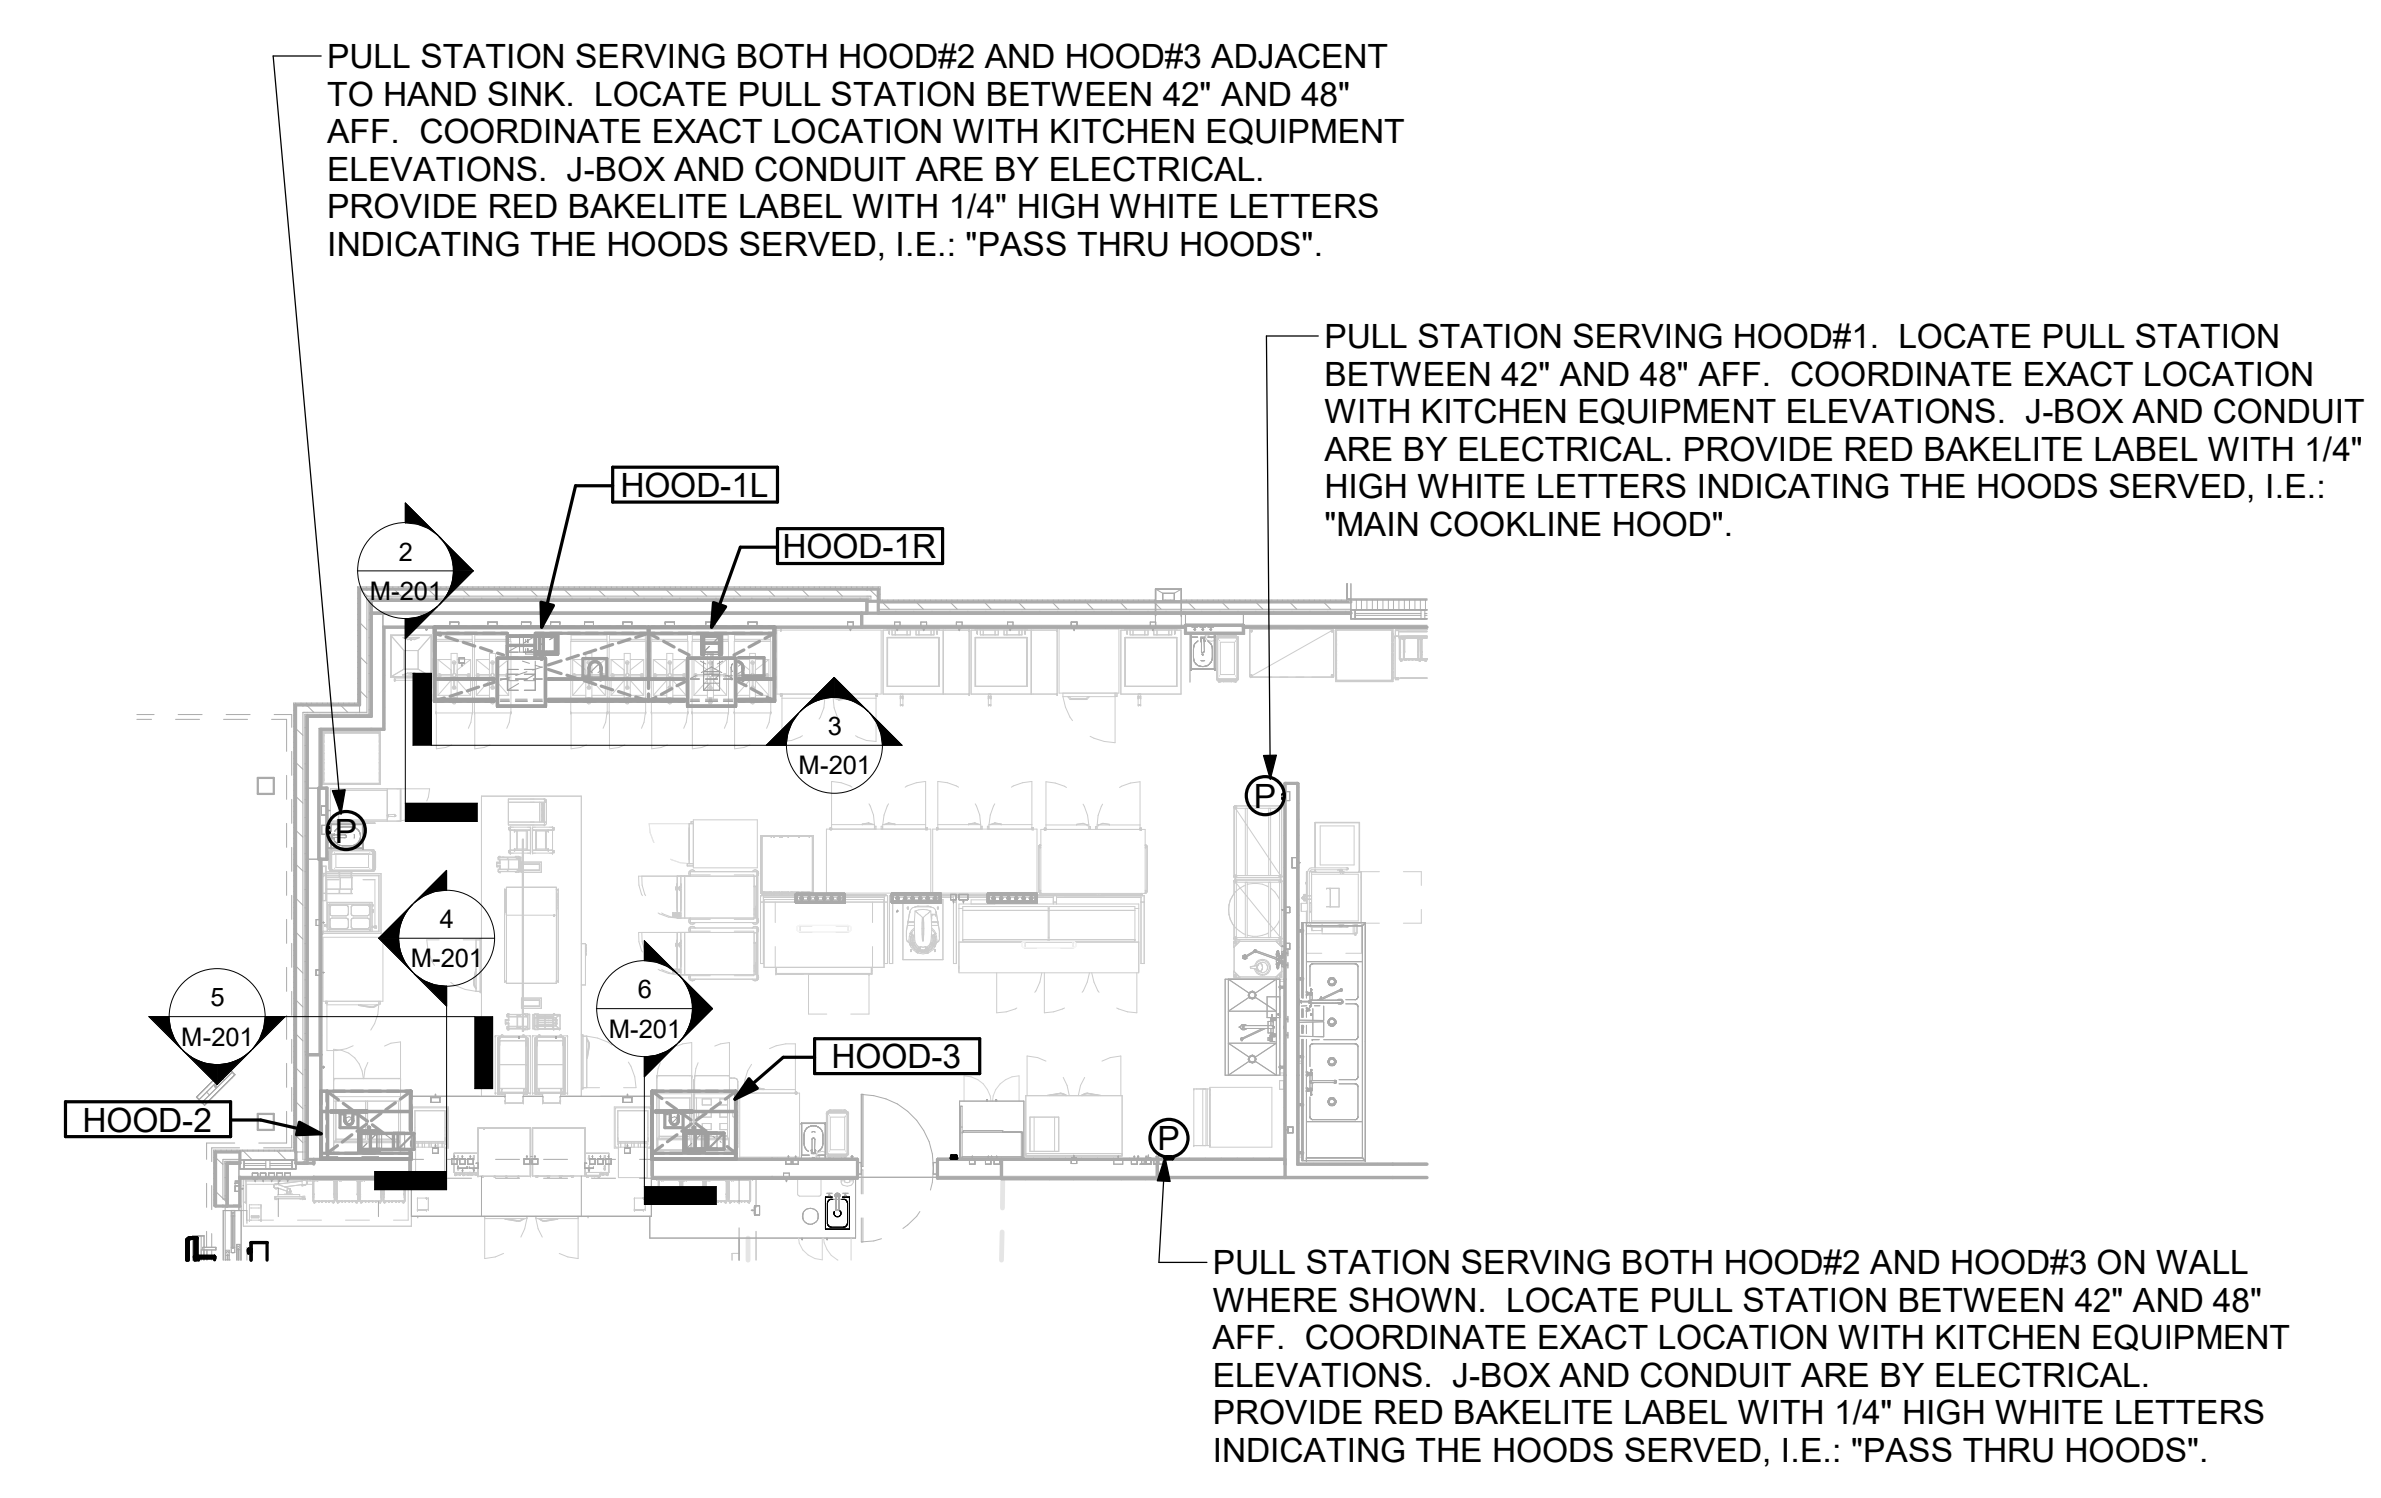 PULL STATION SERVING BOTH HOOD#2 AND HOOD#3 ADJACENT
TO HAND SINK.  LOCATE PULL STATION BETWEEN 42" AND 48"
AFF.  COORDINATE EXACT LOCATION WITH KITCHEN EQUIPMENT
ELEVATIONS.  J-BOX AND CONDUIT ARE BY ELECTRICAL.
PROVIDE RED BAKELITE LABEL WITH 1/4" HIGH WHITE LETTERS
INDICATING THE HOODS SERVED, I.E.: "PASS THRU HOODS".
PULL STATION SERVING HOOD#1.  LOCATE PULL STATION
BETWEEN 42" AND 48" AFF.  COORDINATE EXACT LOCATION
WITH KITCHEN EQUIPMENT ELEVATIONS.  J-BOX AND CONDUIT
ARE BY ELECTRICAL. PROVIDE RED BAKELITE LABEL WITH 1/4"
HIGH WHITE LETTERS INDICATING THE HOODS SERVED, I.E.:
"MAIN COOKLINE HOOD".
HOOD-1L
HOOD-1R
2
M-201
3
M-201
P
P
4
M-201
5
M-201
6
M-201
HOOD-3
HOOD-2
P
PULL STATION SERVING BOTH HOOD#2 AND HOOD#3 ON WALL
WHERE SHOWN.  LOCATE PULL STATION BETWEEN 42" AND 48"
AFF.  COORDINATE EXACT LOCATION WITH KITCHEN EQUIPMENT
ELEVATIONS.  J-BOX AND CONDUIT ARE BY ELECTRICAL.
PROVIDE RED BAKELITE LABEL WITH 1/4" HIGH WHITE LETTERS
INDICATING THE HOODS SERVED, I.E.: "PASS THRU HOODS".